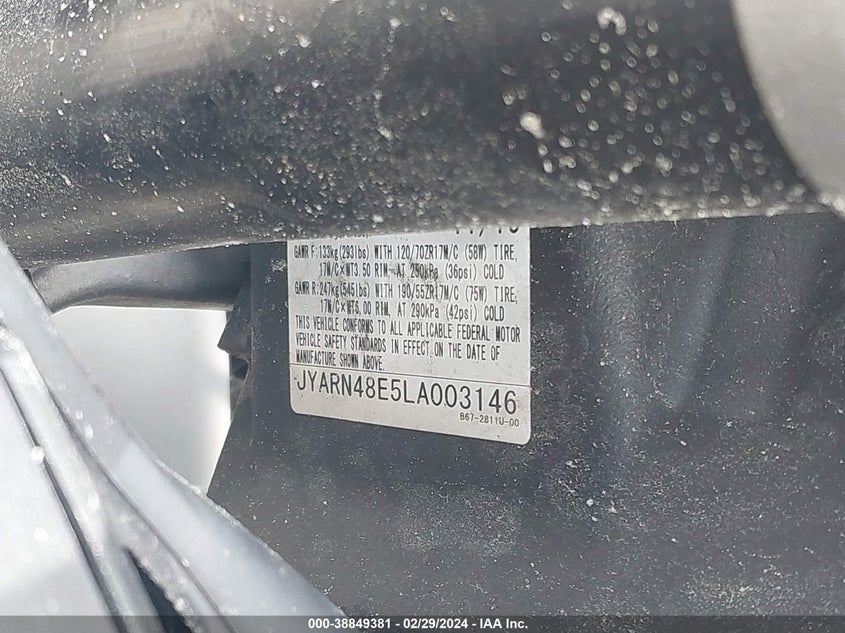 GAWR F:133kg(293lbs) WITH 120/70ZR17M/C (58W) TIRE,
17M/C×MT3.50 RIM, AT 250kPa (36psi) COLD
GAWR R:247kg(545lbs) WITH 190/55ZR17M/C (75W) TIRE,
17M/C×MT6.00 RIM, AT 290kPa (42psi) COLD
THIS VEHICLE CONFORMS TO ALL APPLICABLE FEDERAL MOTOR
VEHICLE SAFETY STANDARDS IN EFFECT ON THE DATE OF
MANUFACTURE SHOWN ABOVE.
JYARN48E5LA003146
B67-2811U-00
000-38849381 / 02/29/2024 / IAA Inc.